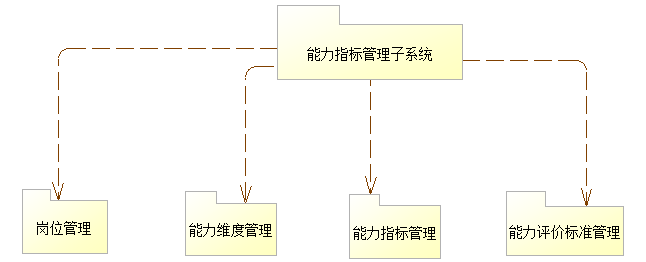 能力指标管理子系统
岗位管理
能力维度管理
能力指标管理
能力评价标准管理